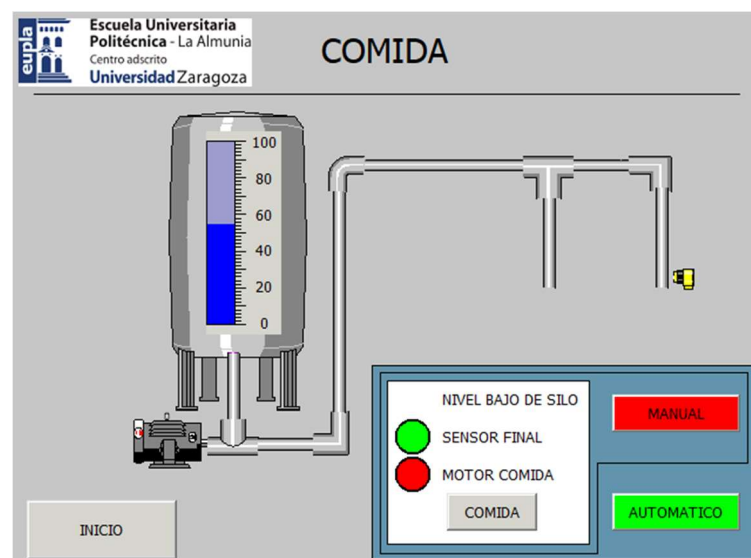 eupla
Escuela Universitaria
Politécnica - La Almunia
Centro adscrito
Universidad Zaragoza
COMIDA
100
80
60
40
20
0
NIVEL BAJO DE SILO
SENSOR FINAL
MOTOR COMIDA
COMIDA
MANUAL
AUTOMATICO
INICIO